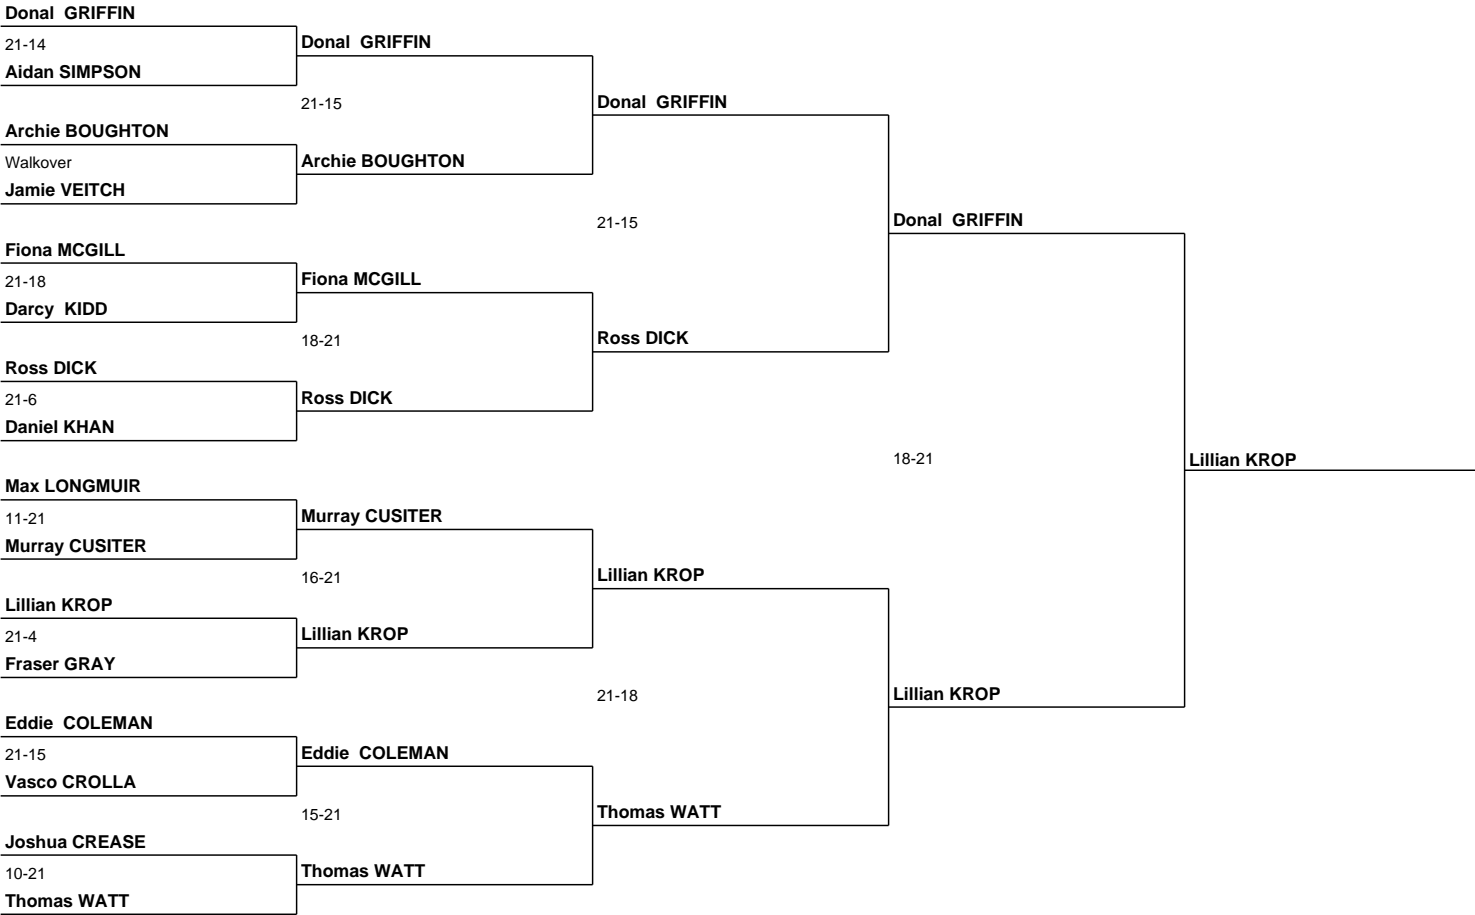 Donal  GRIFFIN
21-14
Aidan SIMPSON
Archie BOUGHTON
Walkover
Jamie VEITCH
Fiona MCGILL
21-18
Darcy  KIDD
Ross DICK
21-6
Daniel KHAN
Max LONGMUIR
11-21
Murray CUSITER
Lillian KROP
21-4
Fraser GRAY
Eddie  COLEMAN
21-15
Vasco CROLLA
Joshua CREASE
10-21
Thomas WATT
Donal  GRIFFIN
21-15
Archie BOUGHTON
Fiona MCGILL
18-21
Ross DICK
Murray CUSITER
16-21
Lillian KROP
Eddie  COLEMAN
15-21
Thomas WATT
Donal  GRIFFIN
21-15
Ross DICK
Lillian KROP
21-18
Thomas WATT
Donal  GRIFFIN
18-21
Lillian KROP
Lillian KROP